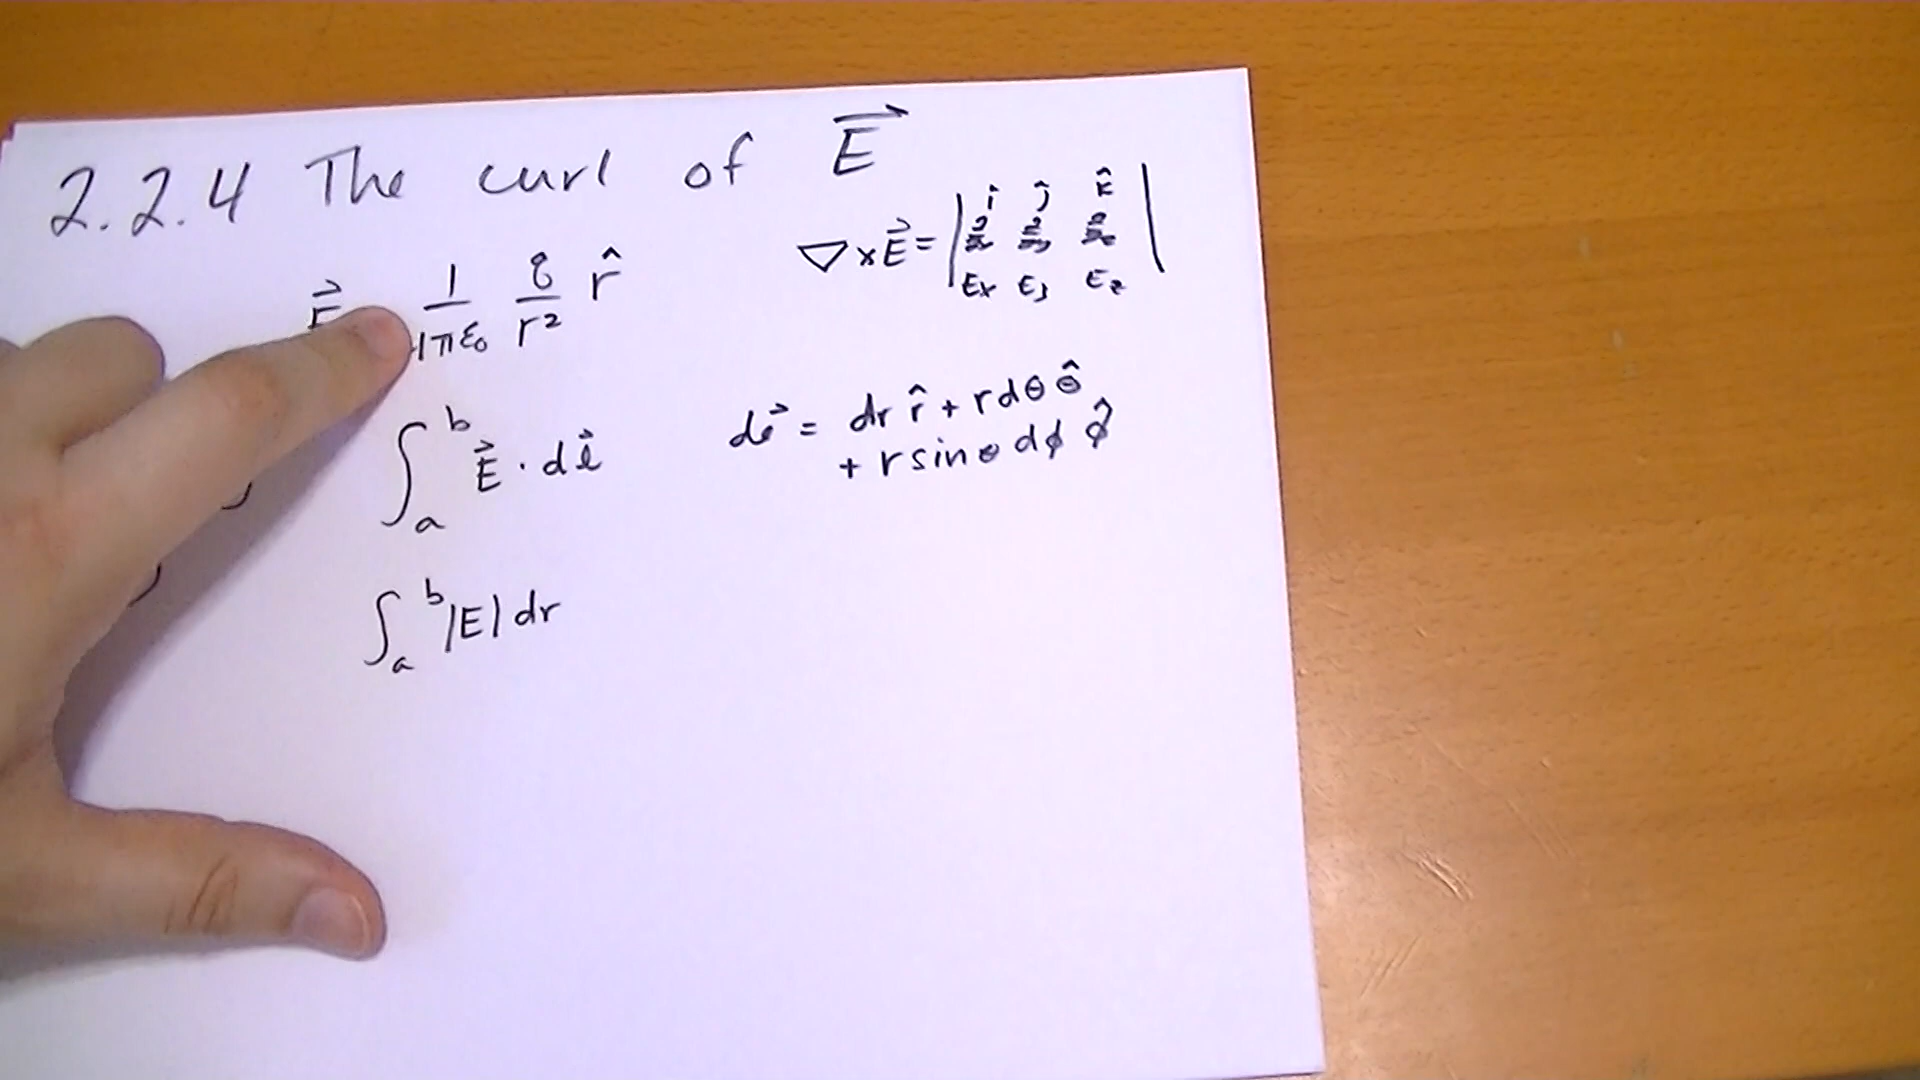 2.2.4 The curl of E⃗
∇ x E⃗ = | î ĵ k̂
∂/∂x ∂/∂y ∂/∂z
Ex Ey Ez |
E⃗ 1/4πε₀ q/r² r̂
dl⃗ = dr r̂ + r dθ θ̂
+ r sinθ dϕ ϕ̂
∫ₐᵇ E⃗ · dl⃗
∫ₐᵇ |E| dr